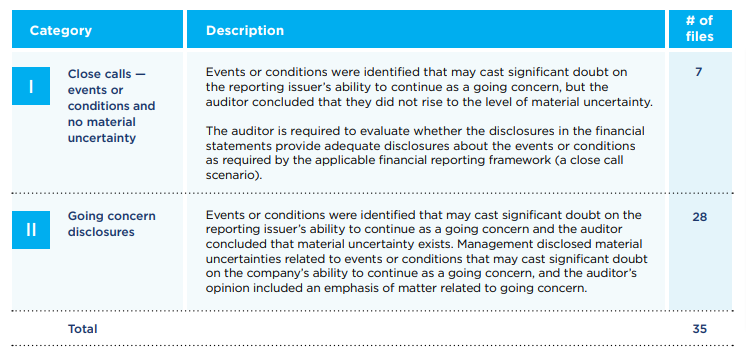 Category Description # of
files
I Close calls — Events or conditions were identified that may cast significant doubt on 7
events or the reporting issuer’s ability to continue as a going concern, but the
conditions and auditor concluded that they did not rise to the level of material uncertainty.
no material
uncertainty The auditor is required to evaluate whether the disclosures in the financial
statements provide adequate disclosures about the events or conditions
as required by the applicable financial reporting framework (a close call
scenario).
II Going concern Events or conditions were identified that may cast significant doubt on the 28
disclosures reporting issuer’s ability to continue as a going concern and the auditor
concluded that material uncertainty exists. Management disclosed material
uncertainties related to events or conditions that may cast significant doubt
on the company’s ability to continue as a going concern, and the auditor’s
opinion included an emphasis of matter related to going concern.
Total 35